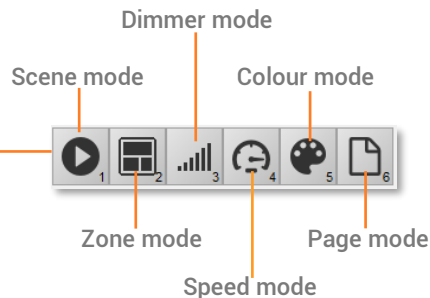 Dimmer mode
Scene mode
Colour mode
1
2
3
4
5
6
Zone mode
Page mode
Speed mode